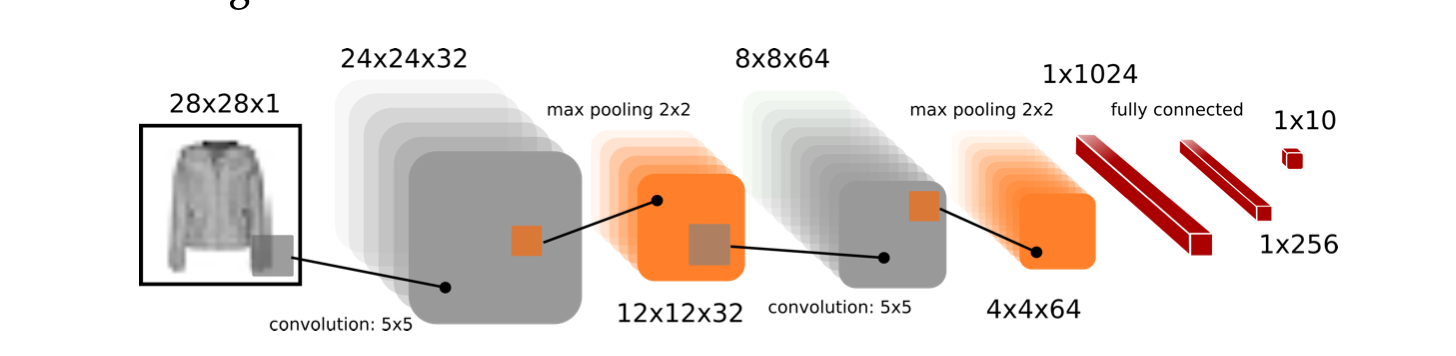 28x28x1
convolution: 5x5
24x24x32
max pooling 2x2
12x12x32
convolution: 5x5
8x8x64
max pooling 2x2
4x4x64
1x1024
fully connected
1x256
1x10